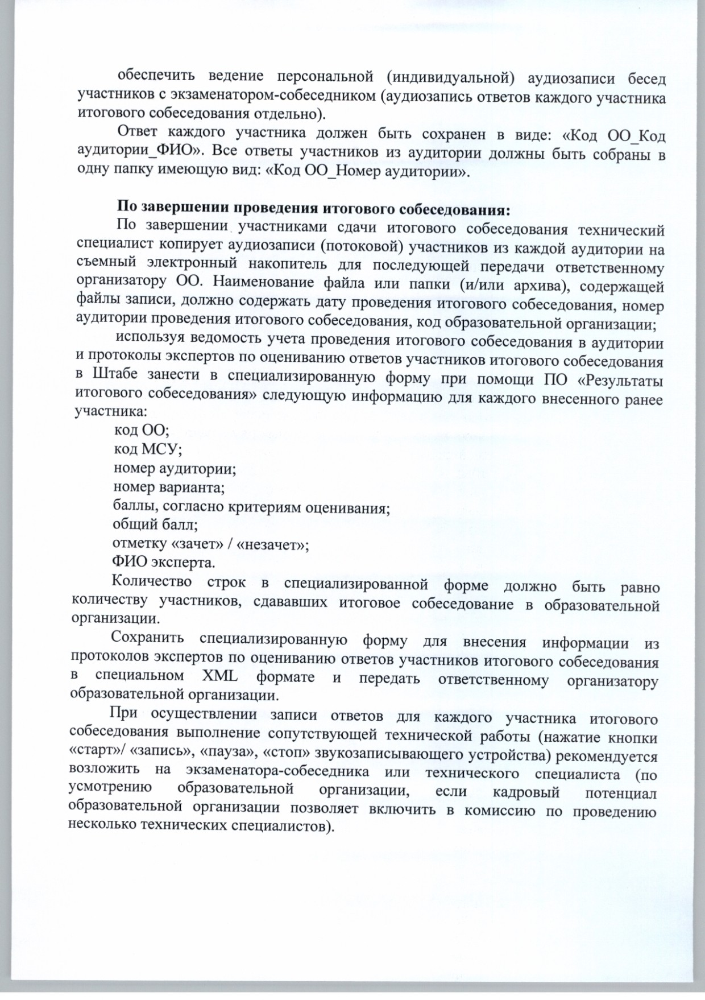 обеспечить ведение персональной (индивидуальной) аудиозаписи бесед
участников с экзаменатором-собеседником (аудиозапись ответов каждого участника
итогового собеседования отдельно).
Ответ каждого участника должен быть сохранен в виде: «Код ОО_Код
аудитории_ФИО». Все ответы участников из аудитории должны быть собраны в
одну папку имеющую вид: «Код ОО_Номер аудитории».
По завершении проведения итогового собеседования:
По завершении участниками сдачи итогового собеседования технический
специалист копирует аудиозаписи (потоковой) участников из каждой аудитории на
съемный электронный накопитель для последующей передачи ответственному
организатору ОО. Наименование файла или папки (и/или архива), содержащей
файлы записи, должно содержать дату проведения итогового собеседования, номер
аудитории проведения итогового собеседования, код образовательной организации;
используя ведомость учета проведения итогового собеседования в аудитории
и протоколы экспертов по оцениванию ответов участников итогового собеседования
в Штабе занести в специализированную форму при помощи ПО «Результаты
итогового собеседования» следующую информацию для каждого внесенного ранее
участника:
код ОО;
код МСУ;
номер аудитории;
номер варианта;
баллы, согласно критериям оценивания;
общий балл;
отметку «зачет» / «незачет»;
ФИО эксперта.
Количество строк в специализированной форме должно быть равно
количеству участников, сдававших итоговое собеседование в образовательной
организации.
Сохранить специализированную форму для внесения информации из
протоколов экспертов по оцениванию ответов участников итогового собеседования
в специальном XML формате и передать ответственному организатору
образовательной организации.
При осуществлении записи ответов для каждого участника итогового
собеседования выполнение сопутствующей технической работы (нажатие кнопки
«старт»/ «запись», «пауза», «стоп» звукозаписывающего устройства) рекомендуется
возложить на экзаменатора-собеседника или технического специалиста (по
усмотрению образовательной организации, если кадровый потенциал
образовательной организации позволяет включить в комиссию по проведению
несколько технических специалистов).